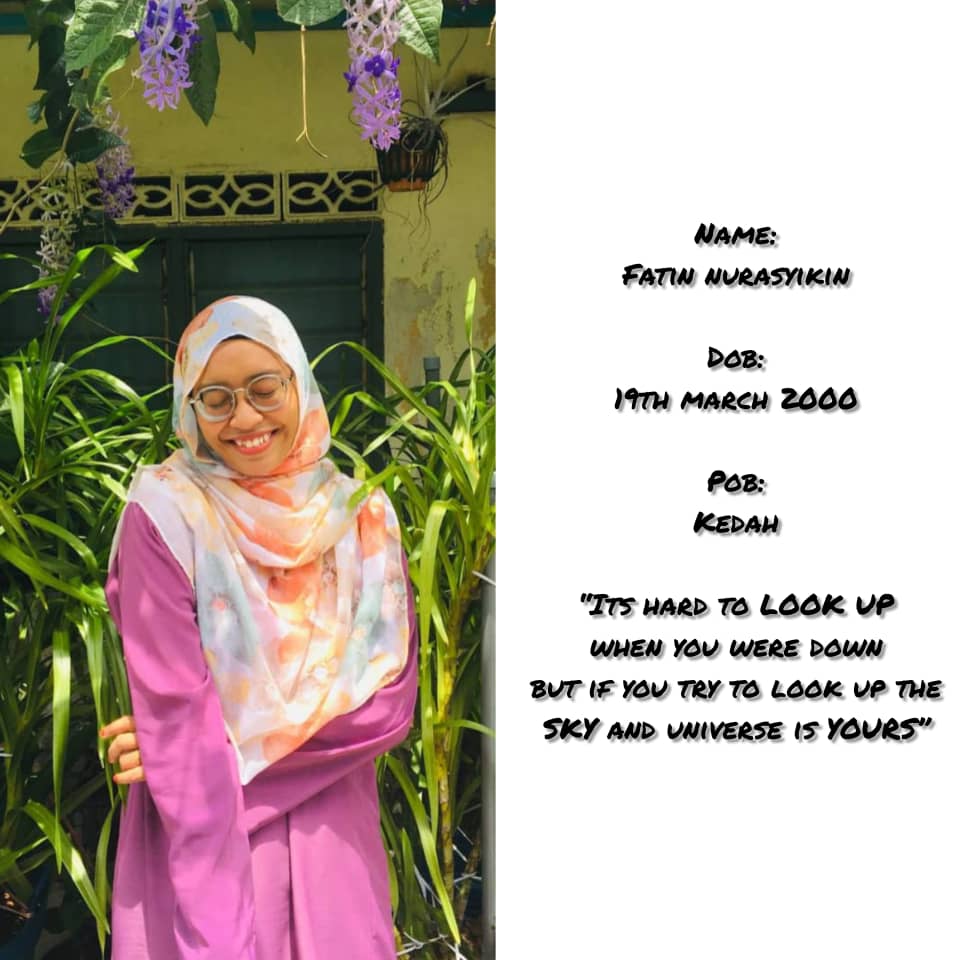 Name:
Fatin nurasyikin
Dob:
19th march 2000
Pob:
Kedah
"Its hard to LOOK UP
when you were down
but if you try to look up the
SKY and universe is YOURS"